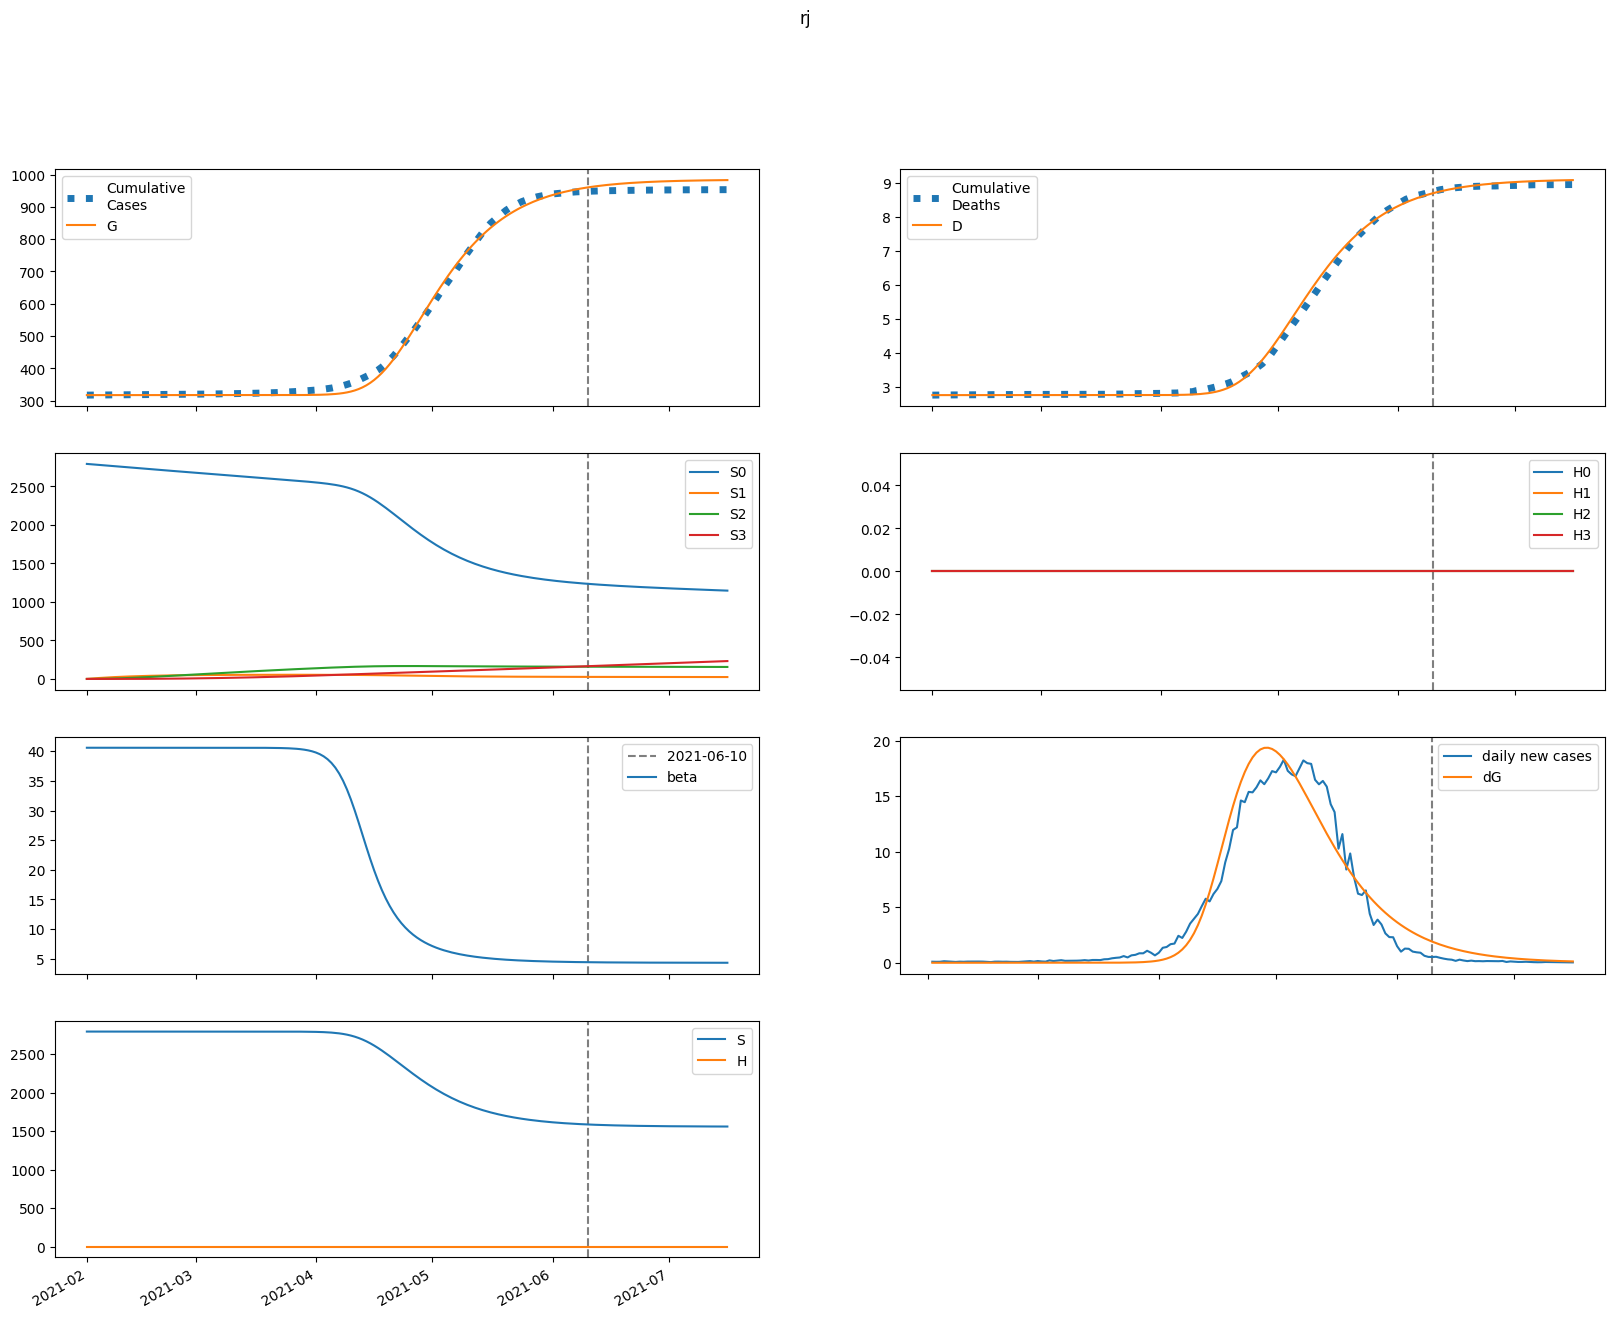 rj
1000
900
800
700
600
500
400
300
Cumulative
Cases
G
9
8
7
6
5
4
3
Cumulative
Deaths
D
2500
2000
1500
1000
500
0
S0
S1
S2
S3
0.04
0.02
0.00
−0.02
−0.04
H0
H1
H2
H3
40
35
30
25
20
15
10
5
2021-06-10
beta
20
15
10
5
0
daily new cases
dG
2500
2000
1500
1000
500
0
S
H
2021-02
2021-03
2021-04
2021-05
2021-06
2021-07